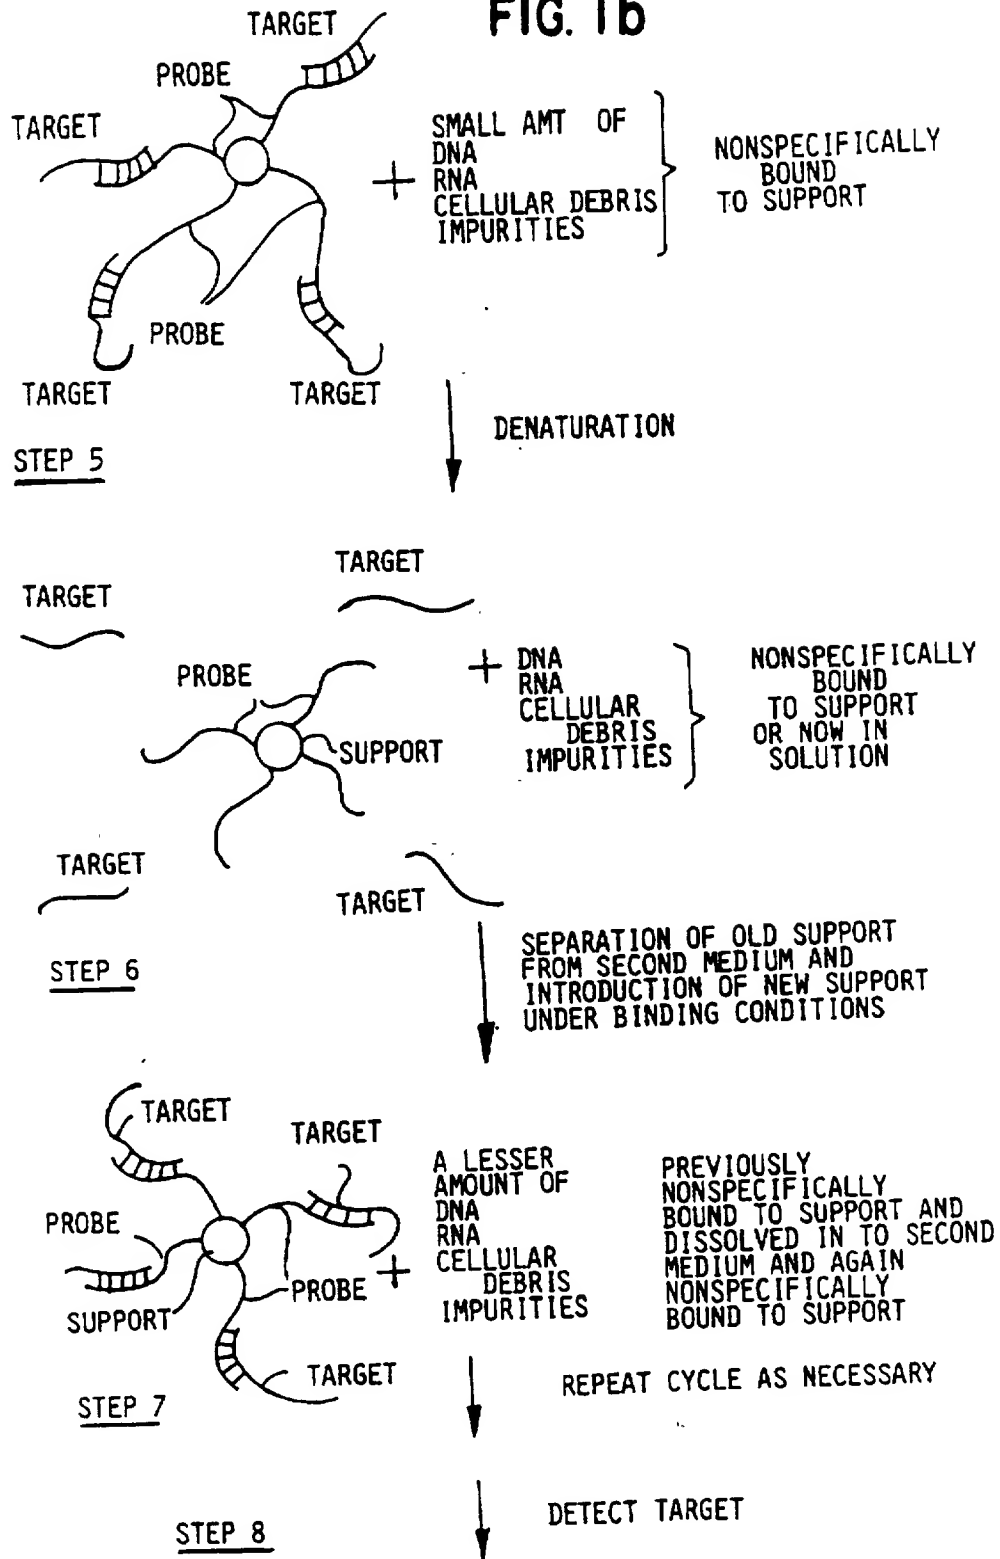 FIG. 1b
TARGET
PROBE
TARGET
SMALL AMT OF
DNA
RNA
CELLULAR DEBRIS
IMPURITIES
NONSPECIFICALLY
BOUND
TO SUPPORT
PROBE
TARGET
TARGET
DENATURATION
STEP 5
TARGET
TARGET
PROBE
SUPPORT
DNA
RNA
CELLULAR
DEBRIS
IMPURITIES
NONSPECIFICALLY
BOUND
TO SUPPORT
OR NOW IN
SOLUTION
TARGET
TARGET
STEP 6
SEPARATION OF OLD SUPPORT
FROM SECOND MEDIUM AND
INTRODUCTION OF NEW SUPPORT
UNDER BINDING CONDITIONS
TARGET
TARGET
PROBE
PROBE
SUPPORT
TARGET
A LESSER
AMOUNT OF
DNA
RNA
CELLULAR
DEBRIS
IMPURITIES
PREVIOUSLY
NONSPECIFICALLY
BOUND TO SUPPORT AND
DISSOLVED IN TO SECOND
MEDIUM AND AGAIN
NONSPECIFICALLY
BOUND TO SUPPORT
STEP 7
REPEAT CYCLE AS NECESSARY
DETECT TARGET
STEP 8